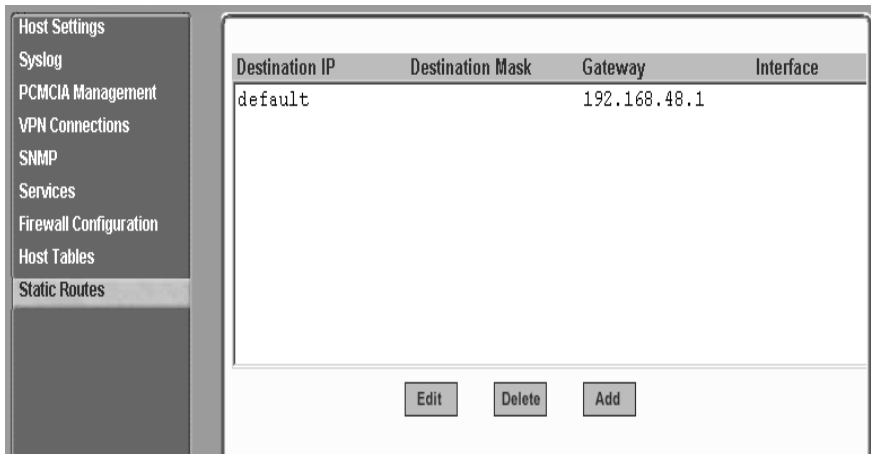 Host Settings
Syslog
PCMCIA Management
VPN Connections
SNMP
Services
Firewall Configuration
Host Tables
Static Routes
Destination IP Destination Mask Gateway Interface
default 192.168.48.1
Edit Delete Add